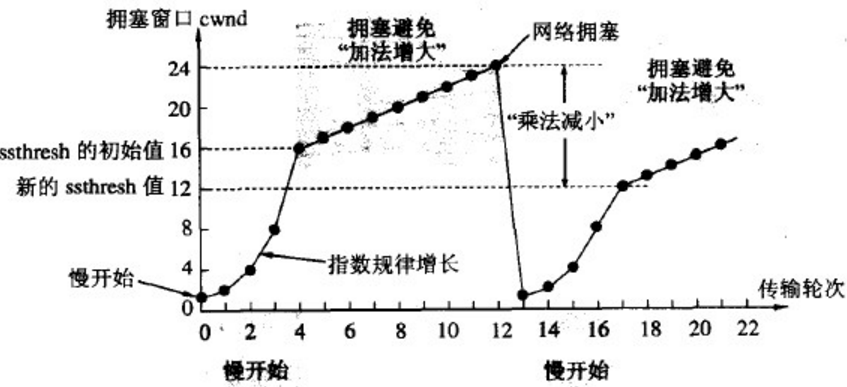 拥塞窗口 cwnd
拥塞避免
“加法增大”
网络拥塞
拥塞避免
“加法增大”
24
20
“乘法减小”
ssthresh 的初始值 16
新的 ssthresh 值 12
8
4
0
慢开始
指数规律增长
传输轮次
0 2 4 6 8 10 12 14 16 18 20 22
慢开始
慢开始